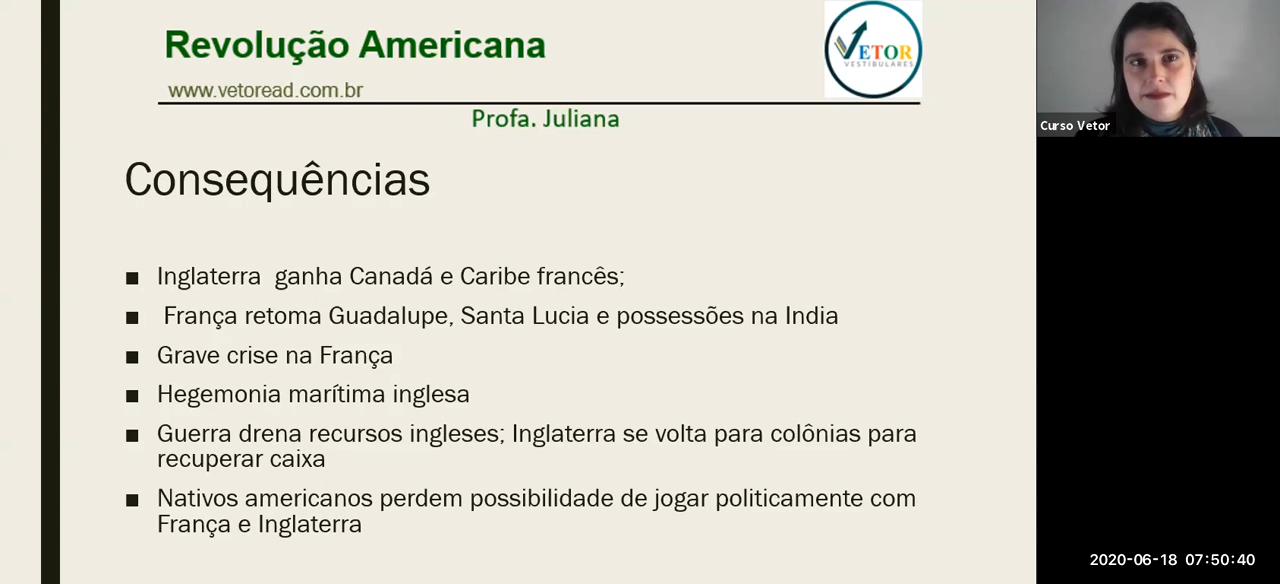 Revolução Americana
VETOR
VESTIBULARES
www.vetoread.com.br
Profa. Juliana
Curso Vetor
Consequências
■ Inglaterra ganha Canadá e Caribe francês;
■ França retoma Guadalupe, Santa Lucia e possessões na India
■ Grave crise na França
■ Hegemonia marítima inglesa
■ Guerra drena recursos ingleses; Inglaterra se volta para colônias para
recuperar caixa
■ Nativos americanos perdem possibilidade de jogar politicamente com
França e Inglaterra
2020-06-18 07:50:40